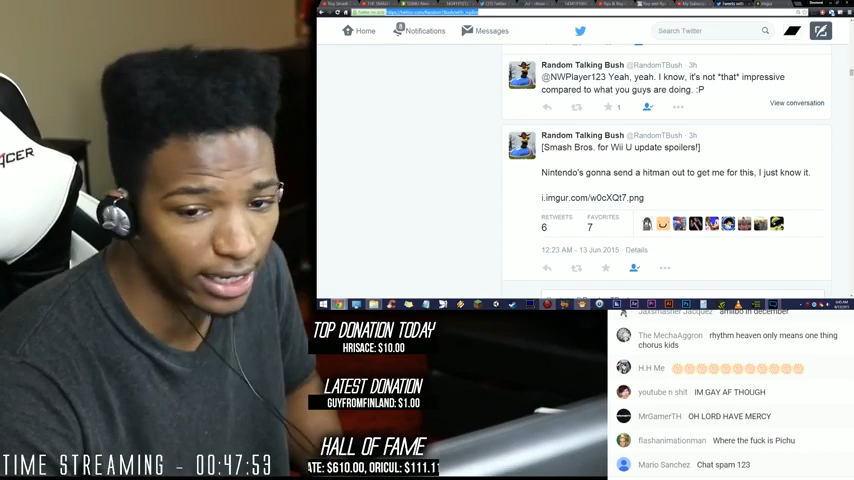 Home
Notifications
Messages
Search Twitter
Random Talking Bush @RandomTBush · 3h
@NWPlayer123 Yeah, yeah. I know, it's not *that* impressive
compared to what you guys are doing. :P
1
View conversation
Random Talking Bush @RandomTBush · 3h
[Smash Bros. for Wii U update spoilers!]
Nintendo's gonna send a hitman out to get me for this, I just know it.
i.imgur.com/w0cXQt7.png
RETWEETS FAVORITES
6 7
12:23 AM - 13 Jun 2015 · Details
TOP DONATION TODAY
HRISACE: $10.00
LATEST DONATION
GUYFROMFINLAND: $1.00
HALL OF FAME
ATE: $610.00, ORICUL: $111.1
TIME STREAMING - 00:47:53
Jaxsmasher Jacquez amiibo in december
The MechaAggron rhythm heaven only means one thing
chorus kids
H.H Me
youtube n shit IM GAY AF THOUGH
MrGamerTH OH LORD HAVE MERCY
flashanimationman Where the fuck is Pichu
Mario Sanchez Chat spam 123